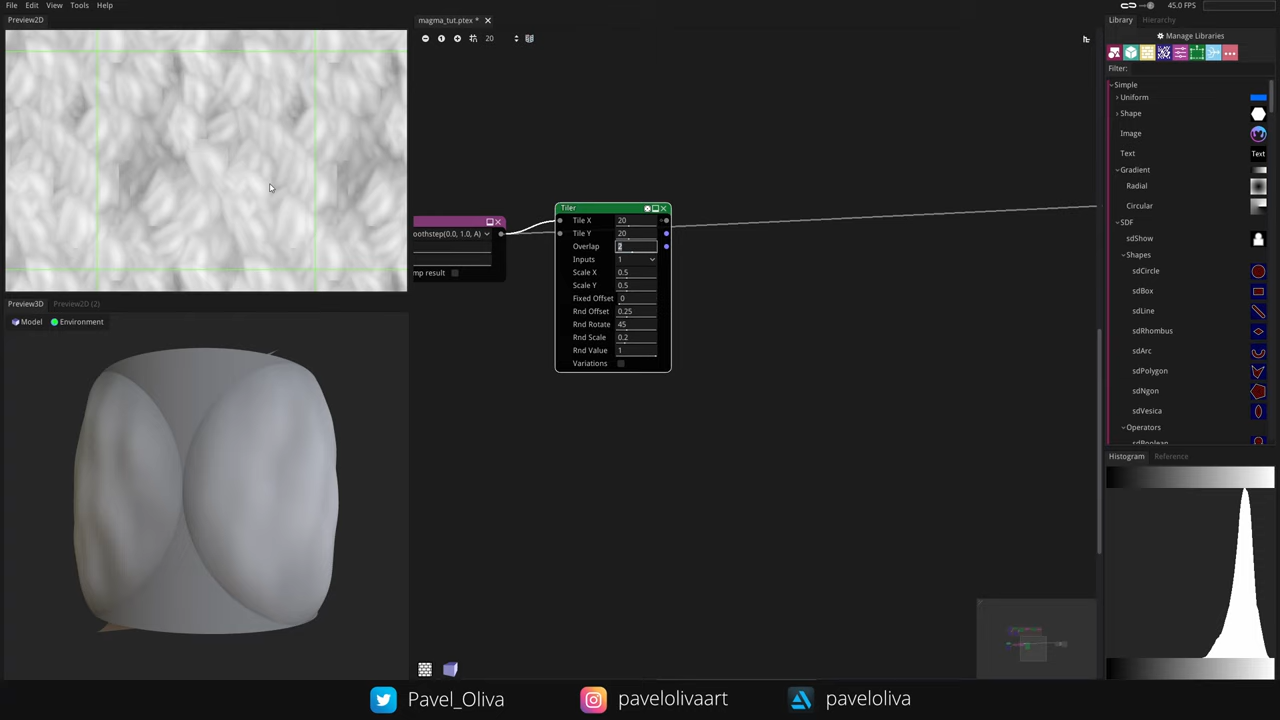 File Edit View Tools Help
45.0 FPS
Preview2D
magma_tut.ptex *
20
Preview3D Preview2D (2)
Model Environment
oothstep(0.0, 1.0, A)
mp result
Tiler
Tile X 20
Tile Y 20
Overlap 2
Inputs 1
Scale X 0.5
Scale Y 0.5
Fixed Offset 0
Rnd Offset 0.25
Rnd Rotate 45
Rnd Scale 0.2
Rnd Value 1
Variations
Library Hierarchy
Manage Libraries
Filter:
Simple
Uniform
Shape
Image
Text Text
Gradient
Radial
Circular
SDF
sdShow
Shapes
sdCircle
sdBox
sdLine
sdRhombus
sdArc
sdPolygon
sdNgon
sdVesica
Operators
sdBoolean
Histogram Reference
Pavel_Oliva pavelolivaart paveloliva